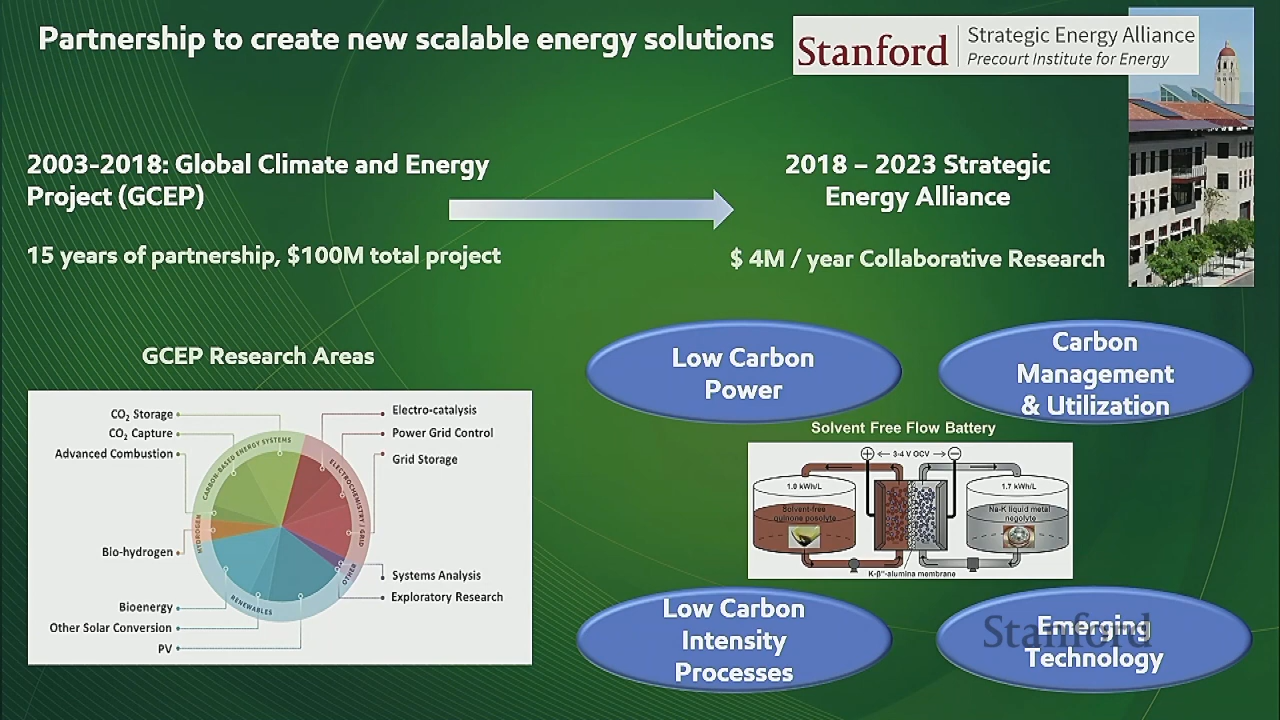 Partnership to create new scalable energy solutions
Stanford
Strategic Energy Alliance
Precourt Institute for Energy
2003-2018: Global Climate and Energy
Project (GCEP)
2018 – 2023 Strategic
Energy Alliance
15 years of partnership, $100M total project
$ 4M / year Collaborative Research
GCEP Research Areas
CO2 Storage
CO2 Capture
Advanced Combustion
Bio-hydrogen
Bioenergy
Other Solar Conversion
PV
Electro-catalysis
Power Grid Control
Grid Storage
Systems Analysis
Exploratory Research
CARBON-BASED ENERGY SYSTEMS
ELECTROCHEMISTRY / GRID
OTHER
RENEWABLES
HYDROGEN
Low Carbon
Power
Carbon
Management
& Utilization
Solvent Free Flow Battery
3-4 V OCV
1.0 kWh/L
1.7 kWh/L
Solvent-free
quinone posolyte
Na-K liquid metal
negolyte
K-β"-alumina membrane
Low Carbon
Intensity
Processes
Emerging
Technology
Stanford